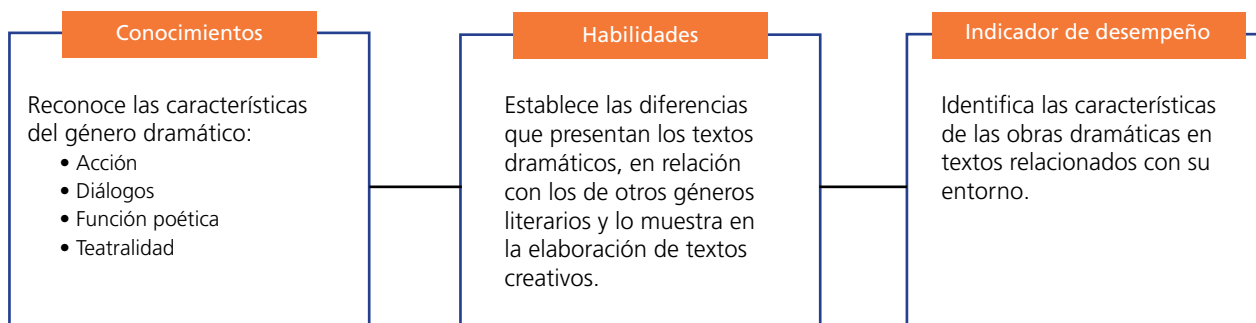 Conocimientos
Reconoce las características
del género dramático:
• Acción
• Diálogos
• Función poética
• Teatralidad
Habilidades
Establece las diferencias
que presentan los textos
dramáticos, en relación
con los de otros géneros
literarios y lo muestra en
la elaboración de textos
creativos.
Indicador de desempeño
Identifica las características
de las obras dramáticas en
textos relacionados con su
entorno.